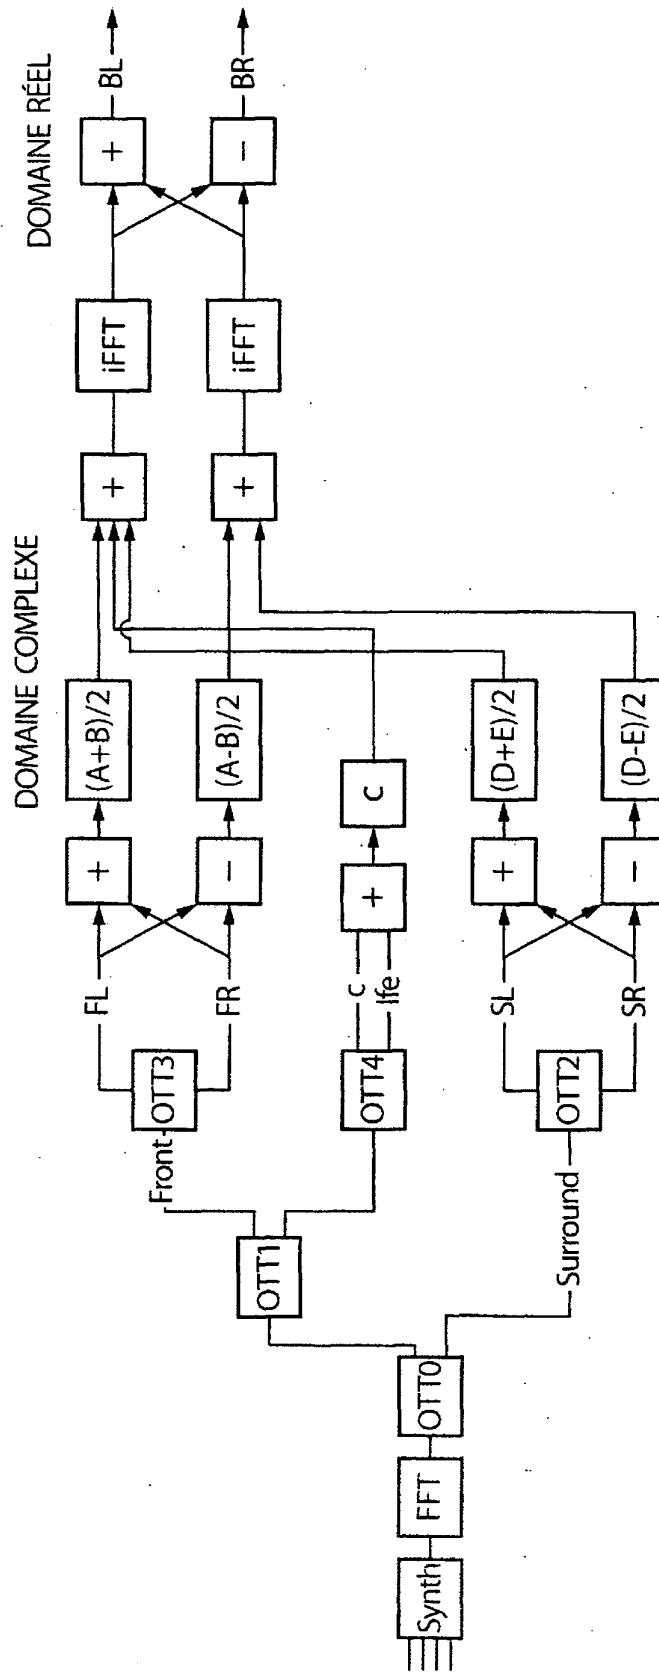 DOMAINE COMPLEXE
DOMAINE RÉEL
Synth
FFT
OTT0
OTT1
Surround
Front
OTT3
OTT4
OTT2
FL
FR
c
lfe
SL
SR
+
-
+
+
-
(A+B)/2
(A-B)/2
c
(D+E)/2
(D-E)/2
+
+
iFFT
iFFT
+
-
BL
BR